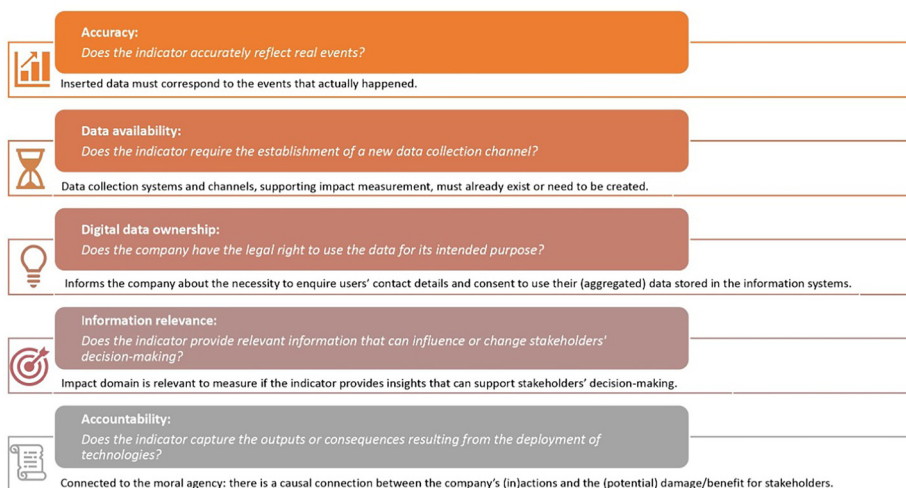 Accuracy:
Does the indicator accurately reflect real events?
Inserted data must correspond to the events that actually happened.
Data availability:
Does the indicator require the establishment of a new data collection channel?
Data collection systems and channels, supporting impact measurement, must already exist or need to be created.
Digital data ownership:
Does the company have the legal right to use the data for its intended purpose?
Informs the company about the necessity to enquire users' contact details and consent to use their (aggregated) data stored in the information systems.
Information relevance:
Does the indicator provide relevant information that can influence or change stakeholders'
decision-making?
Impact domain is relevant to measure if the indicator provides insights that can support stakeholders' decision-making.
Accountability:
Does the indicator capture the outputs or consequences resulting from the deployment of
technologies?
Connected to the moral agency: there is a causal connection between the company's (in)actions and the (potential) damage/benefit for stakeholders.